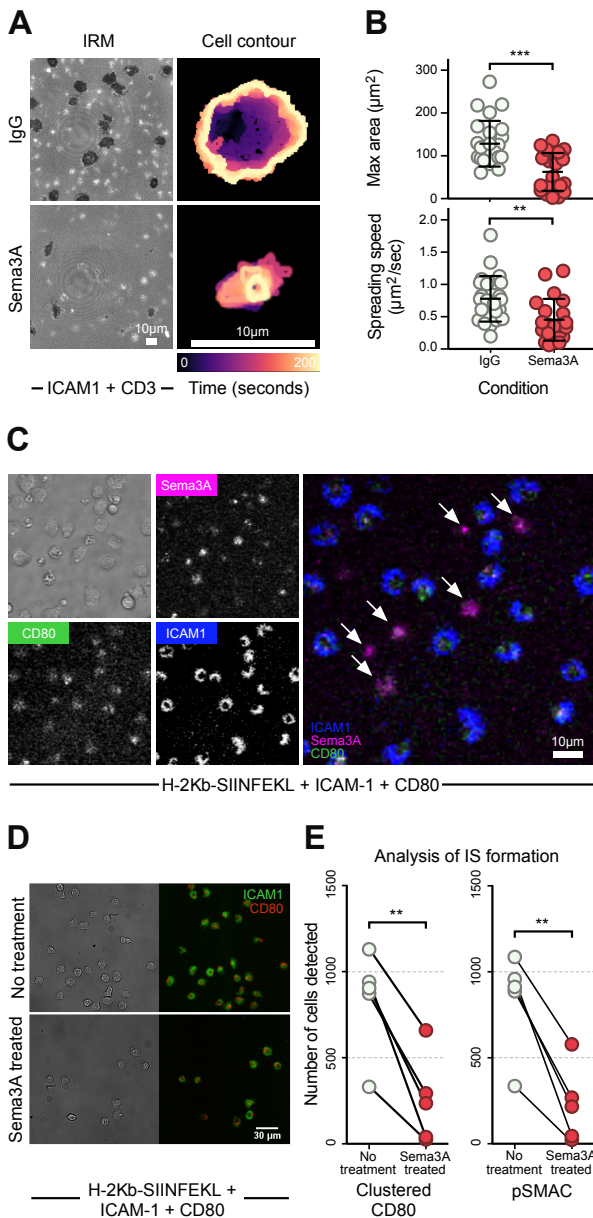 A
IRM
Cell contour
IgG
Sema3A
10µm
10µm
0
200
ICAM1 + CD3
Time (seconds)
B
***
Max area (µm²)
300
200
100
0
**
Spreading speed
(µm²/sec)
2.0
1.5
1.0
0.5
0.0
IgG
Sema3A
Condition
C
Sema3A
CD80
ICAM1
ICAM1
Sema3A
CD80
10µm
H-2Kb-SIINFEKL + ICAM-1 + CD80
D
No treatment
ICAM1
CD80
Sema3A treated
30 µm
H-2Kb-SIINFEKL +
ICAM-1 + CD80
E
Analysis of IS formation
Number of cells detected
1500
1000
500
0
**
No
treatment
Sema3A
treated
Clustered
CD80
1500
1000
500
0
**
No
treatment
Sema3A
treated
pSMAC